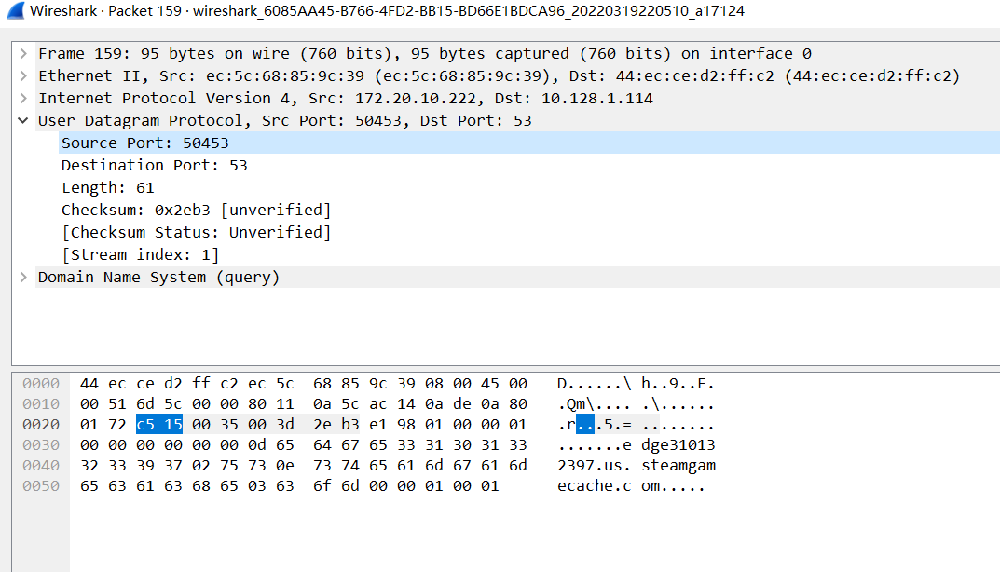 Wireshark · Packet 159 · wireshark_6085AA45-B766-4FD2-BB15-BD66E1BDCA96_20220319220510_a17124
Frame 159: 95 bytes on wire (760 bits), 95 bytes captured (760 bits) on interface 0
Ethernet II, Src: ec:5c:68:85:9c:39 (ec:5c:68:85:9c:39), Dst: 44:ec:ce:d2:ff:c2 (44:ec:ce:d2:ff:c2)
Internet Protocol Version 4, Src: 172.20.10.222, Dst: 10.128.1.114
User Datagram Protocol, Src Port: 50453, Dst Port: 53
Source Port: 50453
Destination Port: 53
Length: 61
Checksum: 0x2eb3 [unverified]
[Checksum Status: Unverified]
[Stream index: 1]
Domain Name System (query)
0000 44 ec ce d2 ff c2 ec 5c 68 85 9c 39 08 00 45 00 D......\ h..9..E.
0010 00 51 6d 5c 00 00 80 11 0a 5c ac 14 0a de 0a 80 .Qm\.... .\......
0020 01 72 c5 15 00 35 00 3d 2e b3 e1 98 01 00 00 01 .r...5.= ........
0030 00 00 00 00 00 00 0d 65 64 67 65 33 31 30 31 33 .......e dge31013
0040 32 33 39 37 02 75 73 0e 73 74 65 61 6d 67 61 6d 2397.us. steamgam
0050 65 63 61 63 68 65 03 63 6f 6d 00 00 01 00 01 ecache.c om.....